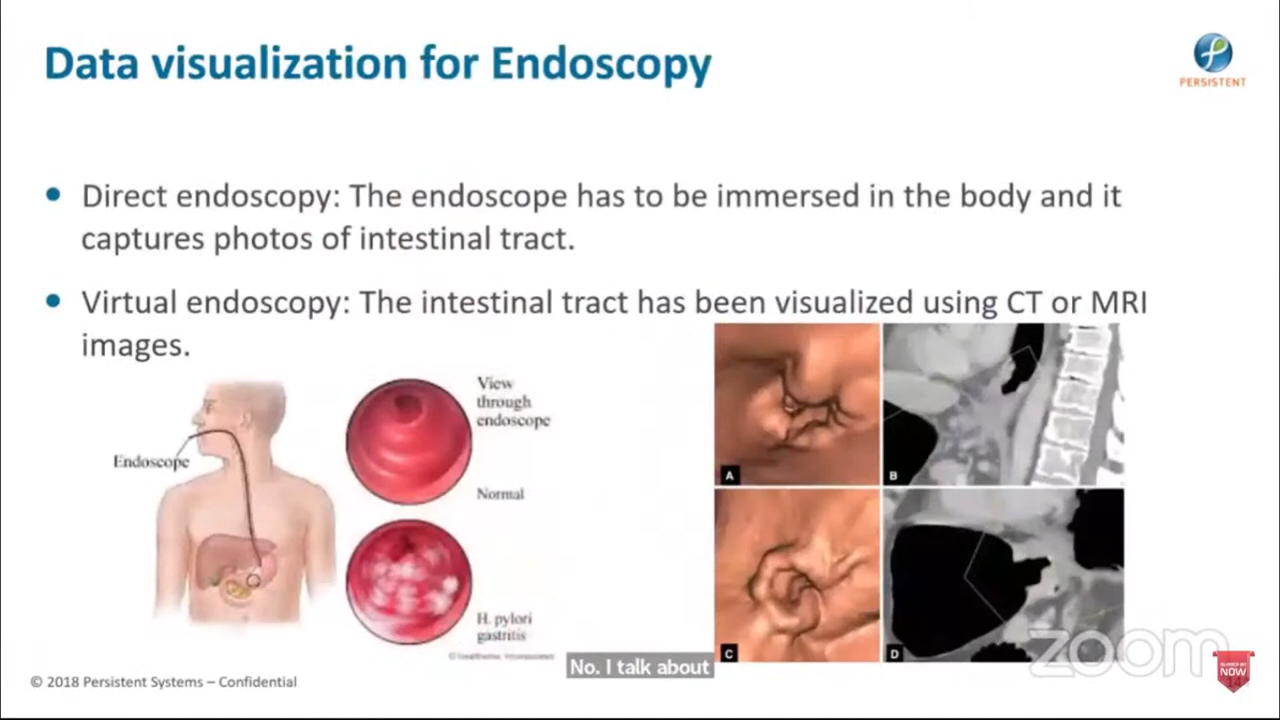 Data visualization for Endoscopy
PERSISTENT
• Direct endoscopy: The endoscope has to be immersed in the body and it
captures photos of intestinal tract.
• Virtual endoscopy: The intestinal tract has been visualized using CT or MRI
images.
Endoscope
View
through
endoscope
Normal
H. pylori
gastritis
A
B
C
D
No. I talk about
zoom
NOW
© 2018 Persistent Systems – Confidential